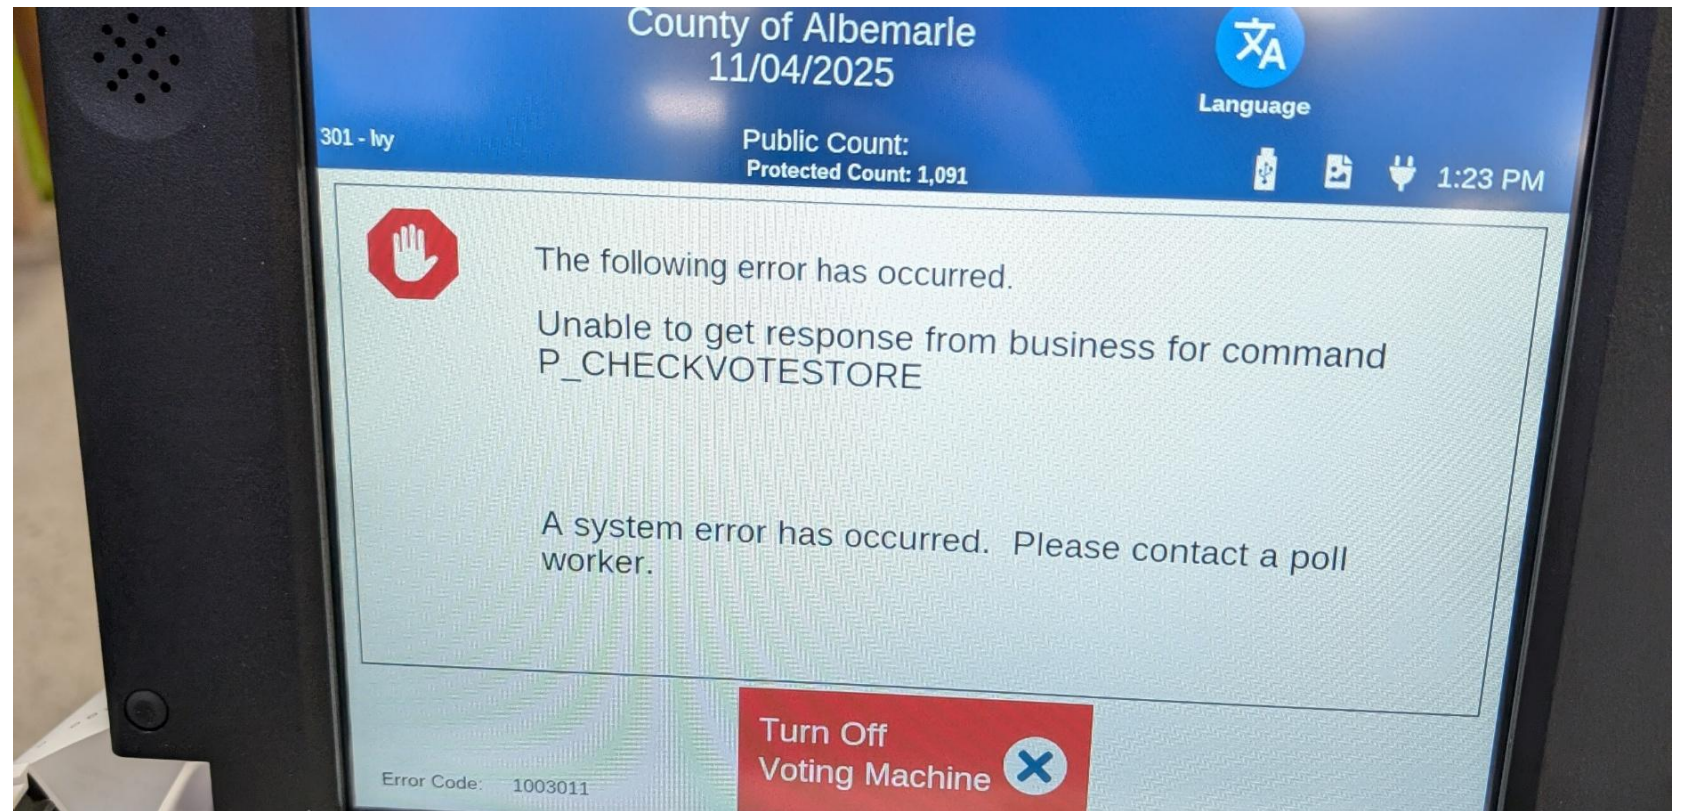 County of Albemarle
11/04/2025
Language
301 - Ivy
Public Count:
Protected Count: 1,091
1:23 PM
The following error has occurred.
Unable to get response from business for command
P_CHECKVOTESTORE
A system error has occurred. Please contact a poll
worker.
Turn Off
Voting Machine
Error Code: 1003011